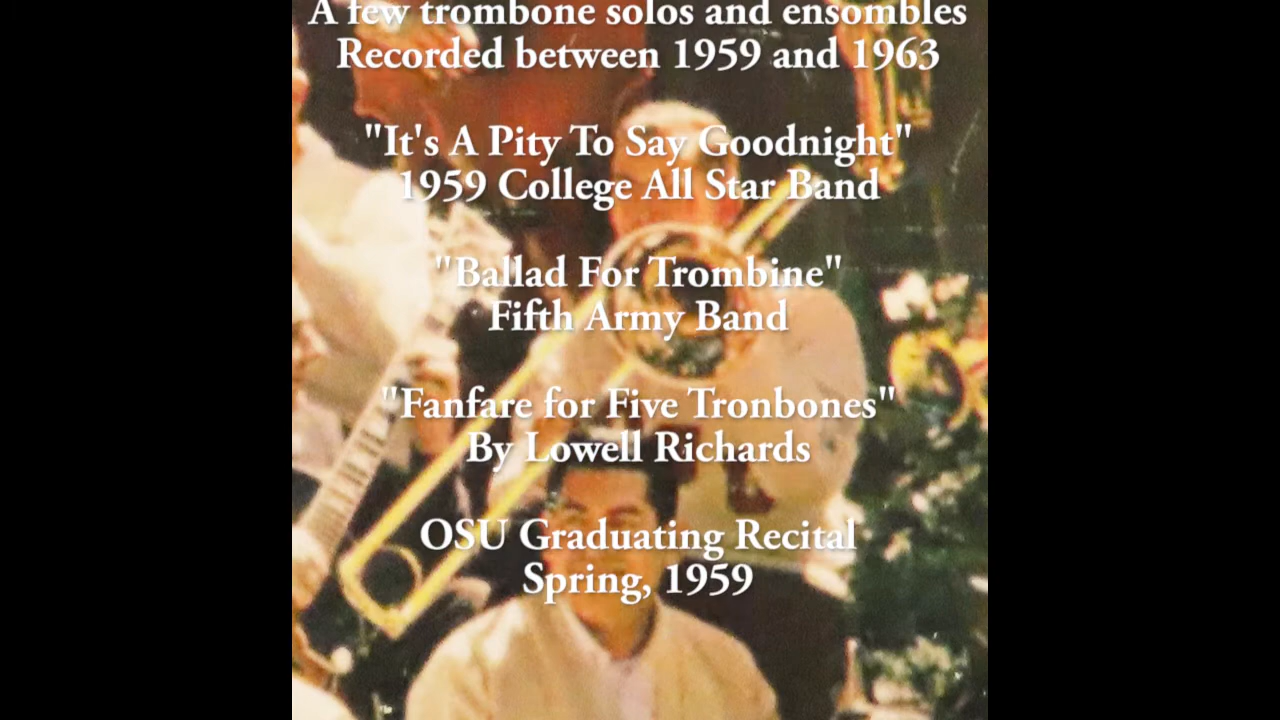 A few trombone solos and ensombles
Recorded between 1959 and 1963
"It's A Pity To Say Goodnight"
1959 College All Star Band
"Ballad For Trombine"
Fifth Army Band
"Fanfare for Five Tronbones"
By Lowell Richards
OSU Graduating Recital
Spring, 1959